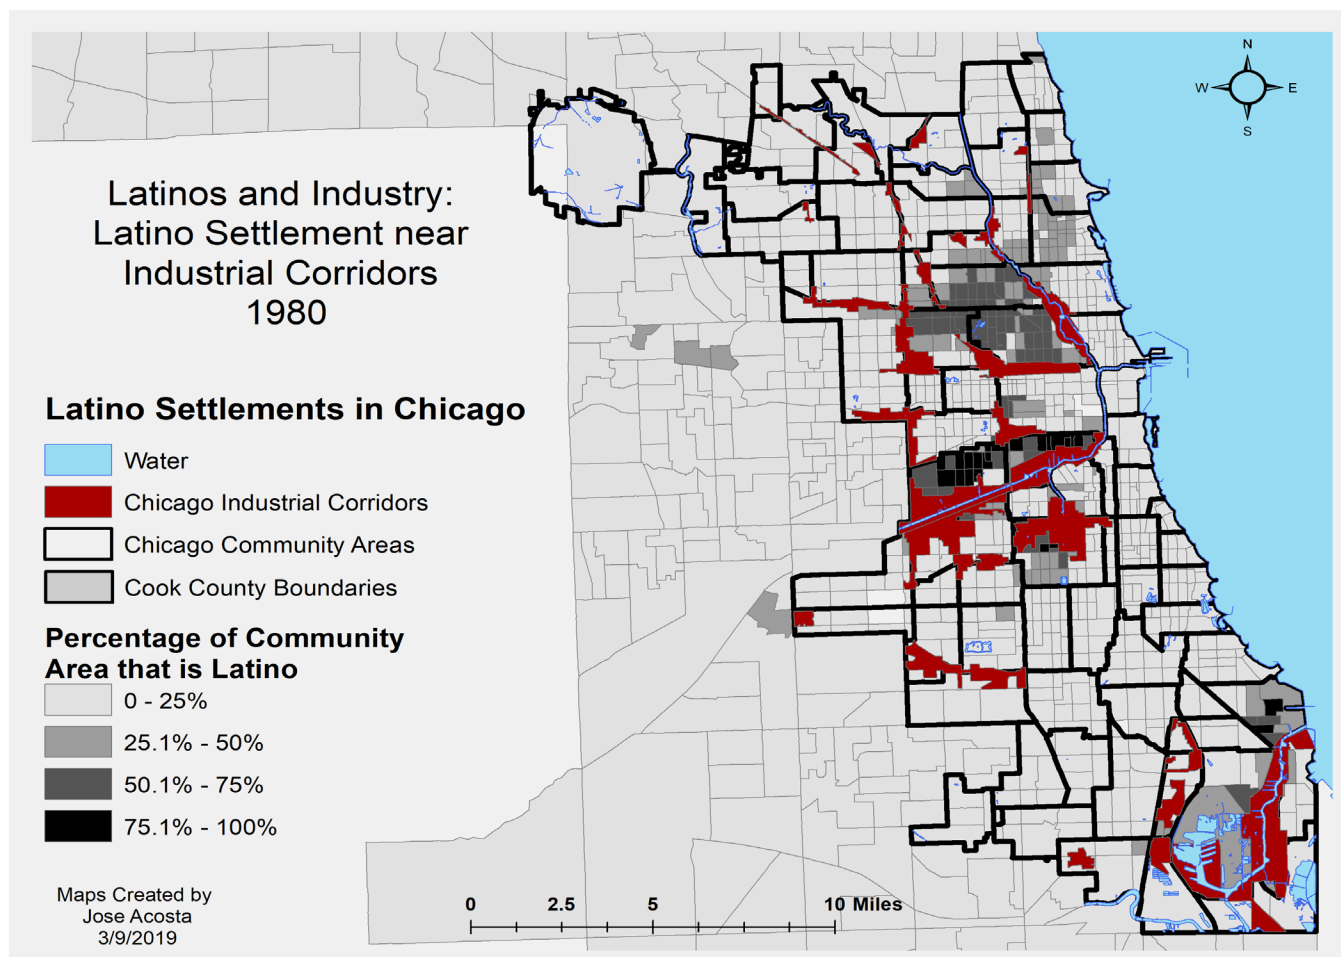 Latinos and Industry:
Latino Settlement near
Industrial Corridors
1980
N
W
E
S
Latino Settlements in Chicago
Water
Chicago Industrial Corridors
Chicago Community Areas
Cook County Boundaries
Percentage of Community
Area that is Latino
0 - 25%
25.1% - 50%
50.1% - 75%
75.1% - 100%
Maps Created by
Jose Acosta
3/9/2019
0 2.5 5 10 Miles